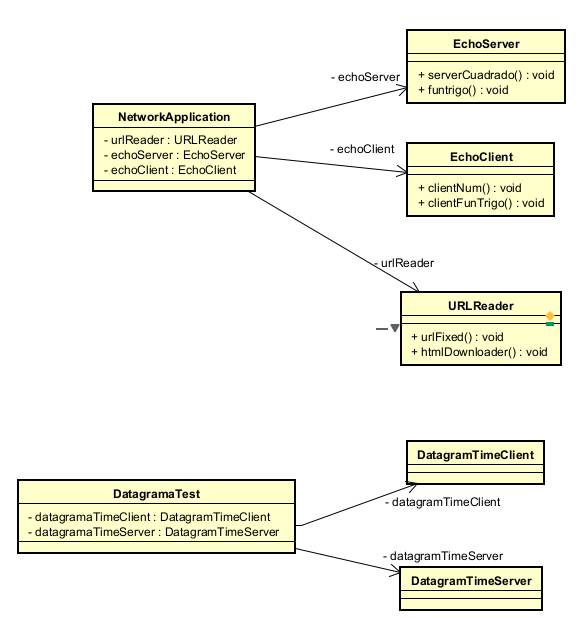 EchoServer
+ serverCuadrado() : void
+ funtrigo() : void
- echoServer
NetworkApplication
- urlReader : URLReader
- echoServer : EchoServer
- echoClient : EchoClient
- echoClient
EchoClient
+ clientNum() : void
+ clientFunTrigo() : void
- urlReader
URLReader
+ urlFixed() : void
+ htmlDownloader() : void
DatagramTimeClient
DatagramaTest
- datagramaTimeClient : DatagramTimeClient
- datagramaTimeServer : DatagramTimeServer
- datagramTimeClient
- datagramTimeServer
DatagramTimeServer